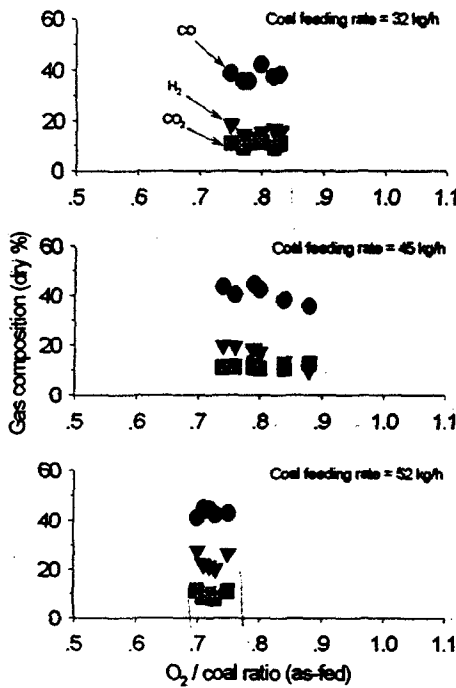 60
CO
Coal feeding rate = 32 kg/h
40
H2
20
CO2
0
.5 .6 .7 .8 .9 1.0 1.1
Gas composition (dry %)
60
Coal feeding rate = 45 kg/h
40
20
0
.5 .6 .7 .8 .9 1.0 1.1
60
Coal feeding rate = 52 kg/h
40
20
0
.5 .6 .7 .8 .9 1.0 1.1
O2 / coal ratio (as-fed)